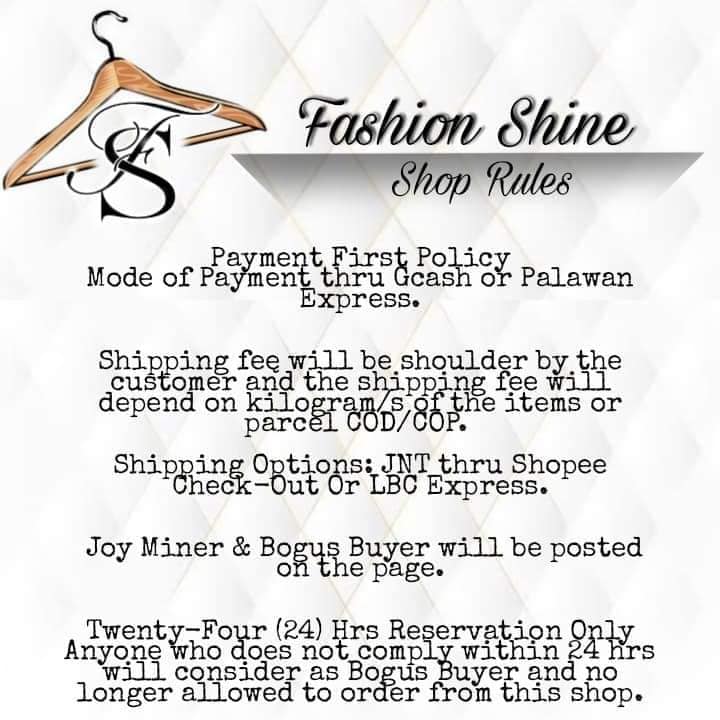 FS
Fashion Shine
Shop Rules
Payment First Policy
Mode of Payment thru Gcash or Palawan
Express.
Shipping fee will be shoulder by the
customer and the shipping fee will
depend on kilogram/s of the items or
parcel COD/COP.
Shipping Options: JNT thru Shopee
Check-Out Or LBC Express.
Joy Miner & Bogus Buyer will be posted
on the page.
Twenty-Four (24) Hrs Reservation Only
Anyone who does not comply within 24 hrs
will consider as Bogus Buyer and no
longer allowed to order from this shop.